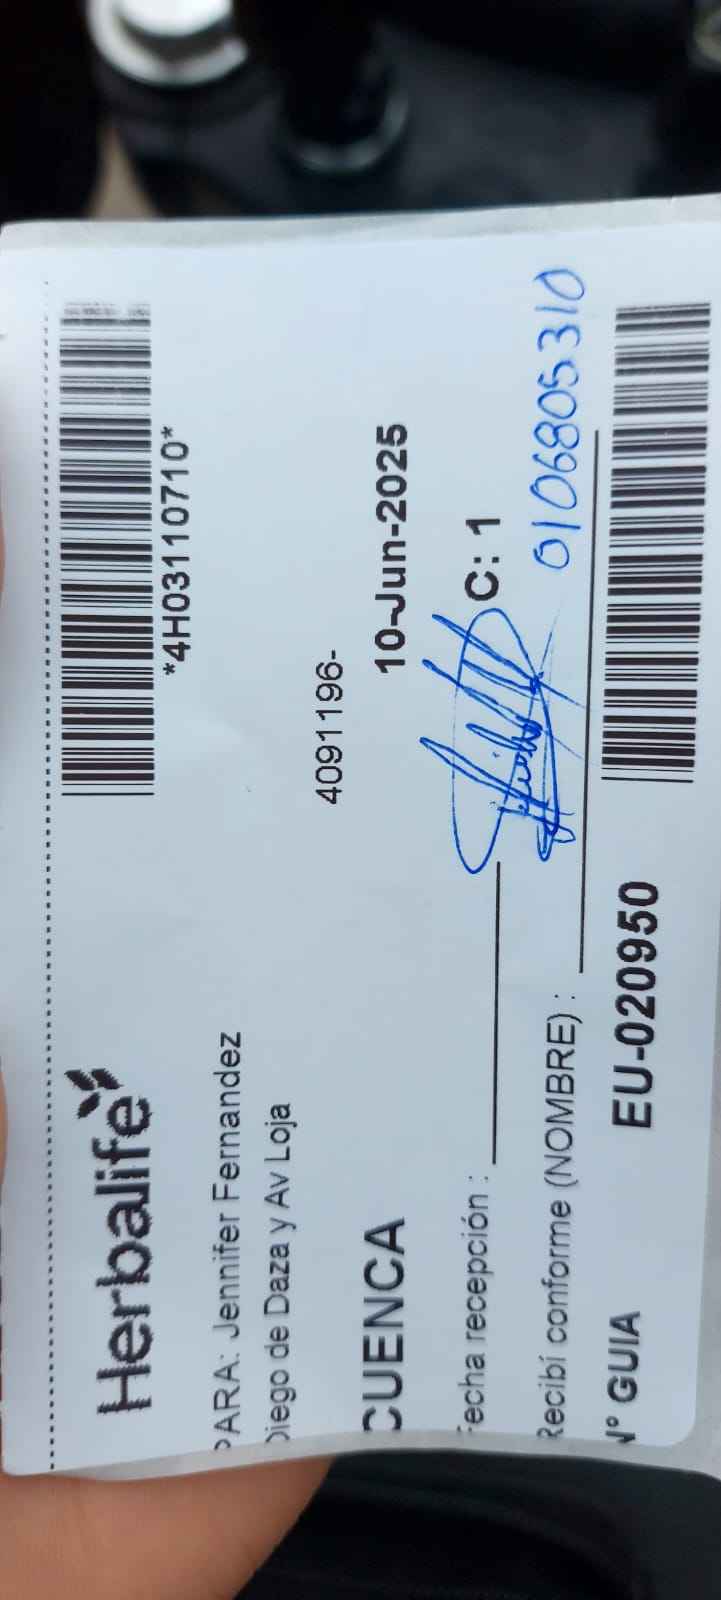 Herbalife
*4H03110710*
PARA: Jennifer Fernandez
Diego de Daza y Av Loja
4091196-
CUENCA 10-Jun-2025
Fecha recepción : C: 1
Recibí conforme (NOMBRE) : 0106805310
Nº GUIA EU-020950